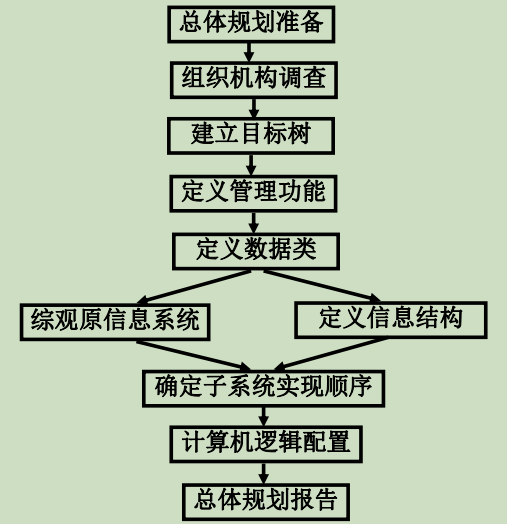 总体规划准备
组织机构调查
建立目标树
定义管理功能
定义数据类
综观原信息系统
定义信息结构
确定子系统实现顺序
计算机逻辑配置
总体规划报告